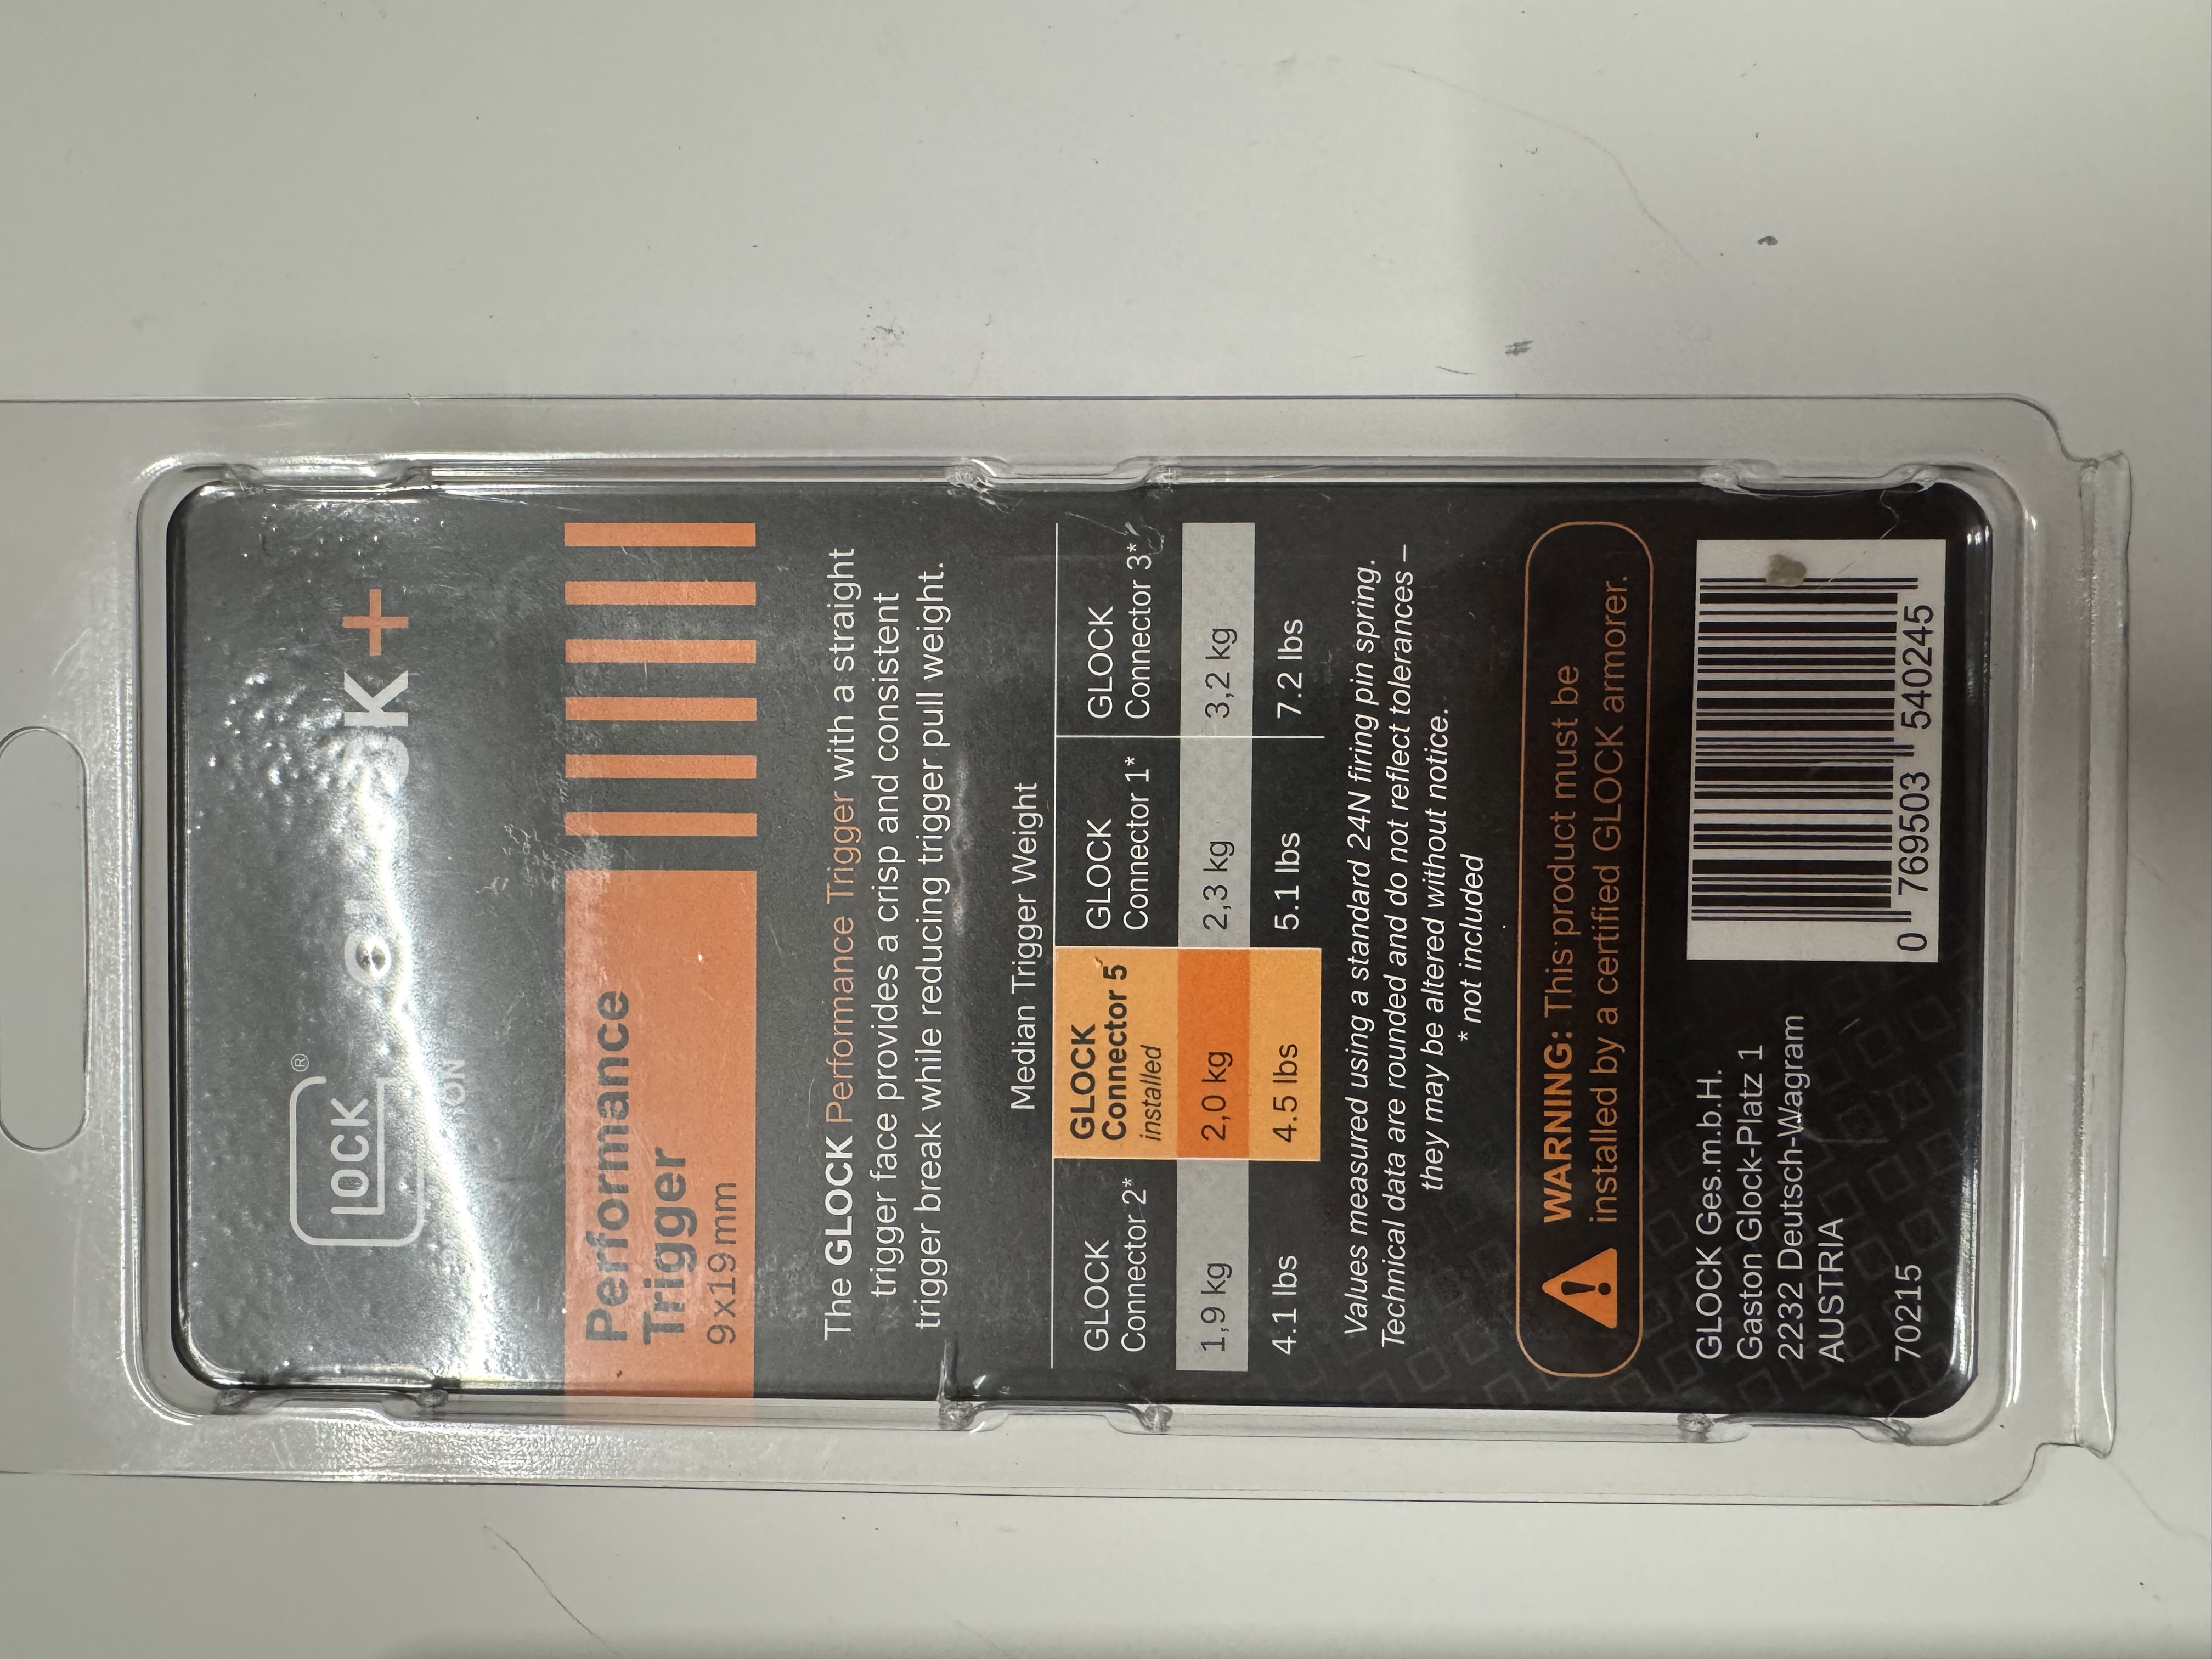 GLOCK®
K+
ION
Performance
Trigger
9x19mm
The GLOCK Performance Trigger with a straight
trigger face provides a crisp and consistent
trigger break while reducing trigger pull weight.
Median Trigger Weight
GLOCK Connector 2* GLOCK Connector 5 installed GLOCK Connector 1* GLOCK Connector 3*
1,9 kg 2,0 kg 2,3 kg 3,2 kg
4.1 lbs 4.5 lbs 5.1 lbs 7.2 lbs
Values measured using a standard 24N firing pin spring.
Technical data are rounded and do not reflect tolerances –
they may be altered without notice.
* not included
WARNING: This product must be
installed by a certified GLOCK armorer.
GLOCK Ges.m.b.H.
Gaston Glock-Platz 1
2232 Deutsch-Wagram
AUSTRIA
70215
0 769503 540245